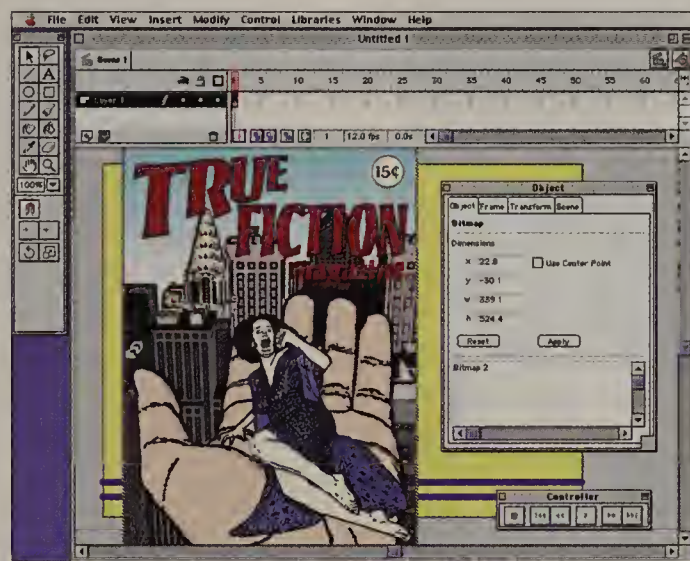 File Edit View Insert Modify Control Libraries Window Help
Untitled 1
Scene 1
5 10 15 20 25 30 35 40 45 50 55 60
Layer 1
1 12.0 fps 0.0s
100%
TRUE
FICTION
magazine
15¢
Object
Object Frame Transform Scene
Bitmap
Dimensions
x 22.8
Use Center Point
y -30.1
w 339.1
h 524.4
Reset Apply
Bitmap 2
Controller